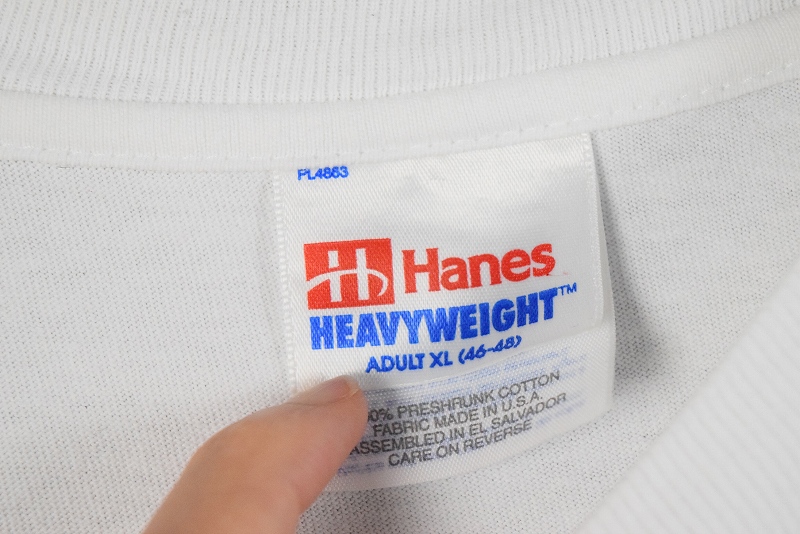 PL4863
H Hanes
HEAVYWEIGHT™
ADULT XL (46-48)
0% PRESHRUNK COTTON
FABRIC MADE IN U.S.A.
ASSEMBLED IN EL SALVADOR
CARE ON REVERSE